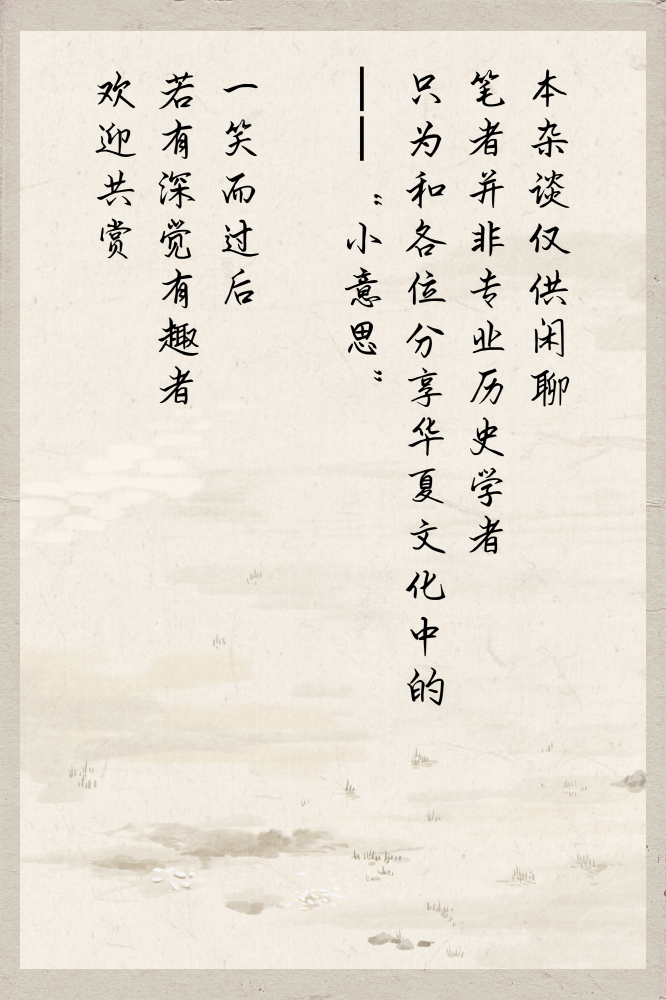 本杂谈仅供闲聊
笔者并非专业历史学者
只为和各位分享华夏文化中的
——“小意思”
一笑而过后
若有深觉有趣者
欢迎共赏